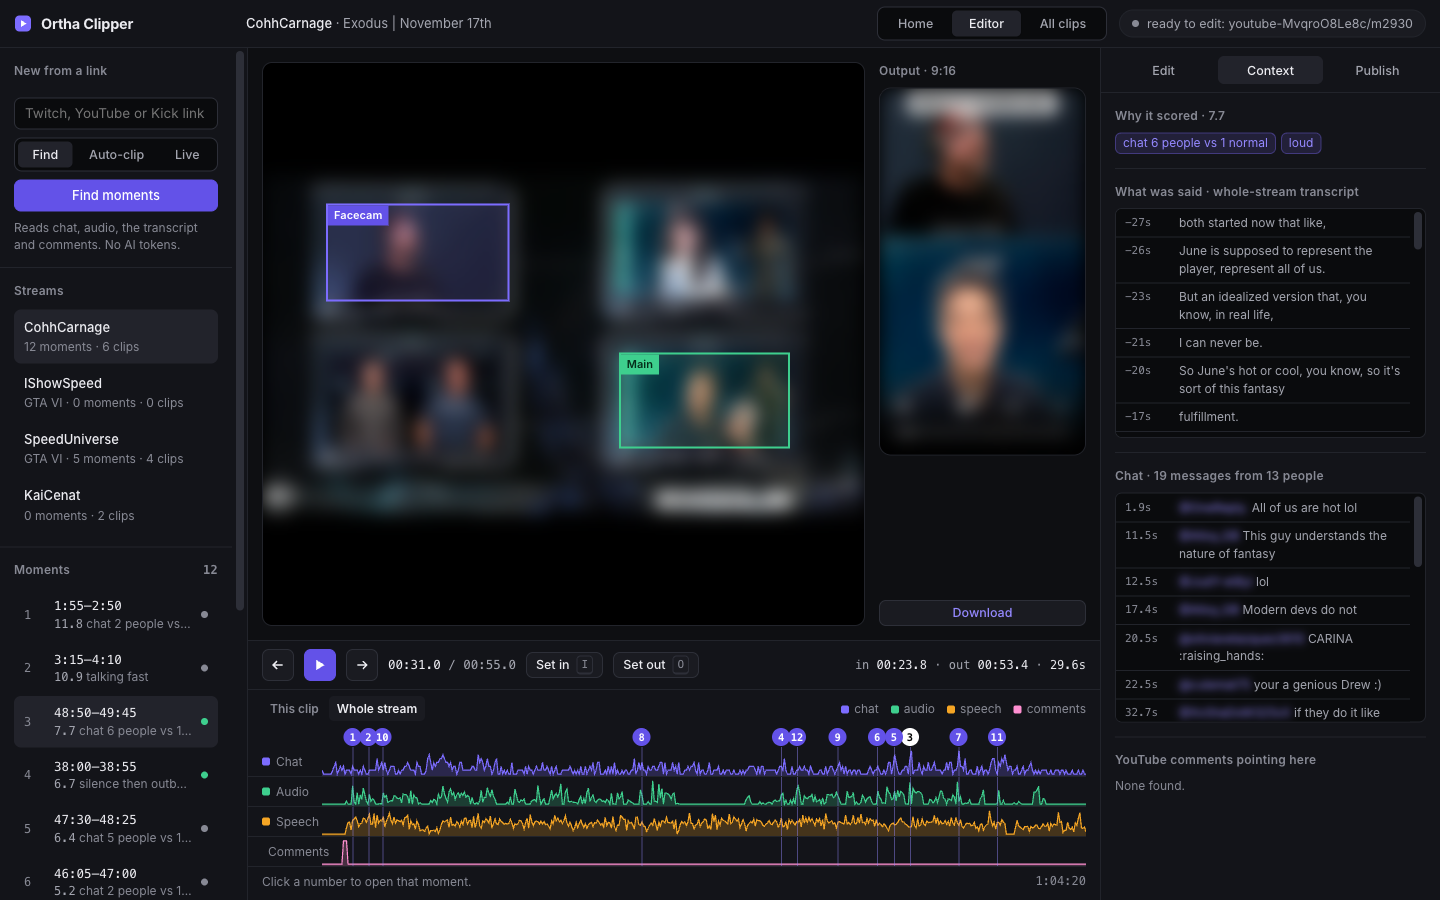 Ortha Clipper
CohhCarnage · Exodus | November 17th
Home
Editor
All clips
ready to edit: youtube-MvqroO8Le8c/m2930
New from a link
Twitch, YouTube or Kick link
Find
Auto-clip
Live
Find moments
Reads chat, audio, the transcript
and comments. No AI tokens.
Streams
CohhCarnage
12 moments · 6 clips
IShowSpeed
GTA VI · 0 moments · 0 clips
SpeedUniverse
GTA VI · 5 moments · 4 clips
KaiCenat
0 moments · 2 clips
Moments 12
1 1:55–2:50
11.8 chat 2 people vs...
2 3:15–4:10
10.9 talking fast
3 48:50–49:45
7.7 chat 6 people vs 1...
4 38:00–38:55
6.7 silence then outb...
5 47:30–48:25
6.4 chat 5 people vs 1...
6 46:05–47:00
5.2 chat 2 people vs 1...
Facecam
Main
Output · 9:16
Download
00:31.0 / 00:55.0
Set in I
Set out O
in 00:23.8 · out 00:53.4 · 29.6s
This clip
Whole stream
chat
audio
speech
comments
1 2 10 8 4 12 9 6 5 3 7 11
Chat
Audio
Speech
Comments
Click a number to open that moment.
1:04:20
Edit
Context
Publish
Why it scored · 7.7
chat 6 people vs 1 normal
loud
What was said · whole-stream transcript
−27s both started now that like,
−26s June is supposed to represent the
player, represent all of us.
−23s But an idealized version that, you
know, in real life,
−21s I can never be.
−20s So June's hot or cool, you know, so it's
sort of this fantasy
−17s fulfillment.
Chat · 19 messages from 13 people
1.9s All of us are hot lol
11.5s This guy understands the
nature of fantasy
12.5s lol
17.4s Modern devs do not
20.5s CARINA
:raising_hands:
22.5s your a genious Drew :)
32.7s if they do it like
YouTube comments pointing here
None found.